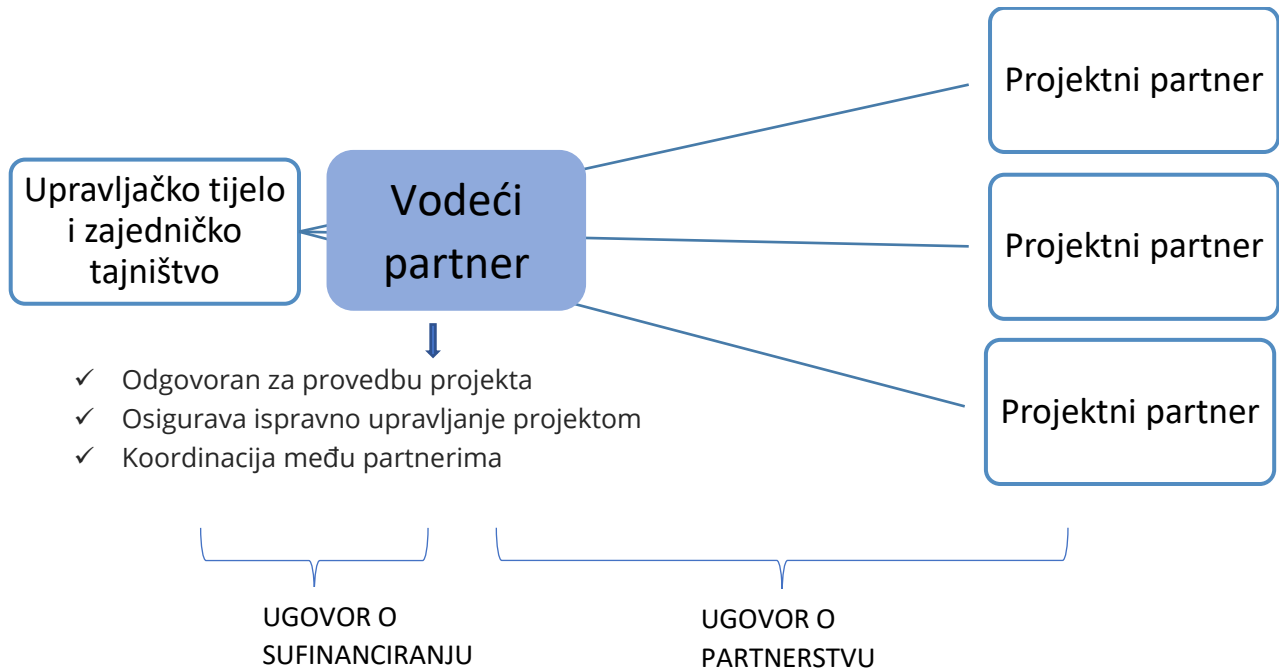 Projektni partner
Upravljačko tijelo
i zajedničko
tajništvo
Vodeći
partner
Projektni partner
Projektni partner
✓ Odgovoran za provedbu projekta
✓ Osigurava ispravno upravljanje projektom
✓ Koordinacija među partnerima
UGOVOR O
SUFINANCIRANJU
UGOVOR O
PARTNERSTVU